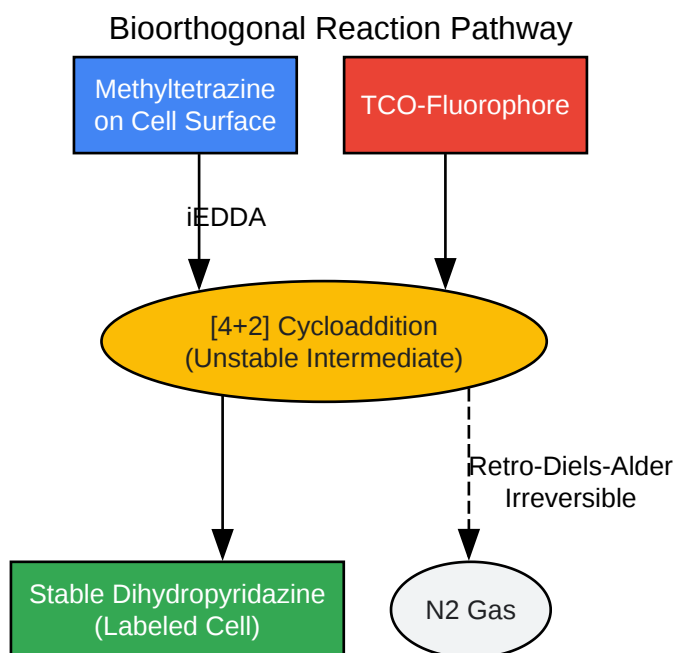 Bioorthogonal Reaction Pathway
Methyltetrazine
on Cell Surface
TCO-Fluorophore
iEDDA
[4+2] Cycloaddition
(Unstable Intermediate)
Retro-Diels-Alder
Irreversible
Stable Dihydropyridazine
(Labeled Cell)
N2 Gas